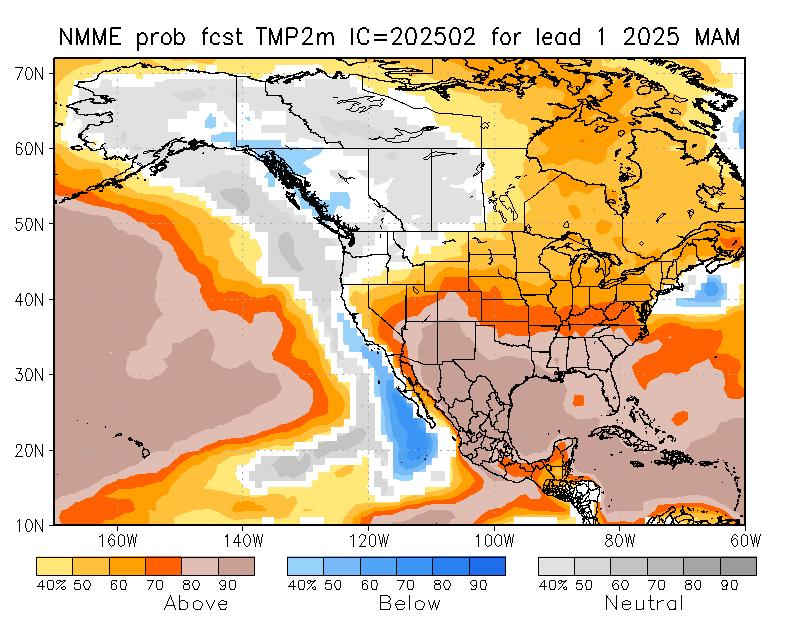 NMME prob fcst TMP2m IC=202502 for lead 1 2025 MAM
70N
60N
50N
40N
30N
20N
10N
160W 140W 120W 100W 80W 60W
40% 50 60 70 80 90 40% 50 60 70 80 90 40% 50 60 70 80 90
Above Below Neutral